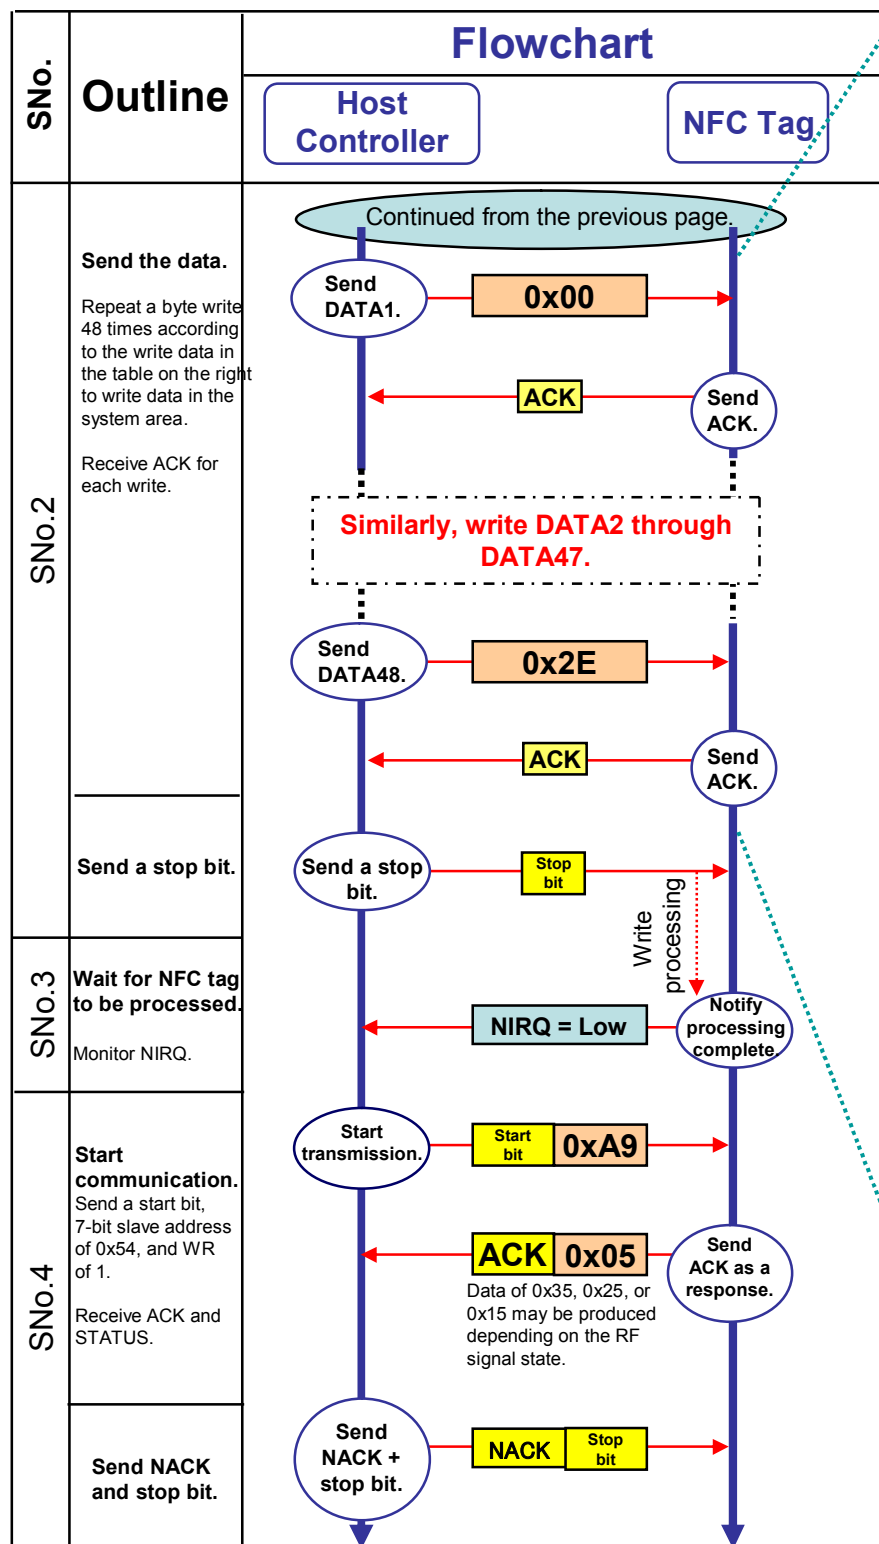 SNo.
Outline
Flowchart
Host
Controller
NFC Tag
Continued from the previous page.
SNo.2
Send the data.
Repeat a byte write
48 times according
to the write data in
the table on the right
to write data in the
system area.
Receive ACK for
each write.
Send
DATA1.
0x00
ACK
Send
ACK.
Similarly, write DATA2 through
DATA47.
Send
DATA48.
0x2E
ACK
Send
ACK.
Send a stop bit.
Send a stop
bit.
Stop
bit
Write
processing
SNo.3
Wait for NFC tag
to be processed.
Monitor NIRQ.
NIRQ = Low
Notify
processing
complete.
SNo.4
Start
communication.
Send a start bit,
7-bit slave address
of 0x54, and WR
of 1.
Receive ACK and
STATUS.
Start
transmission.
Start
bit
0xA9
ACK
0x05
Send
ACK as a
response.
Data of 0x35, 0x25, or
0x15 may be produced
depending on the RF
signal state.
Send NACK
and stop bit.
Send
NACK +
stop bit.
NACK
Stop
bit